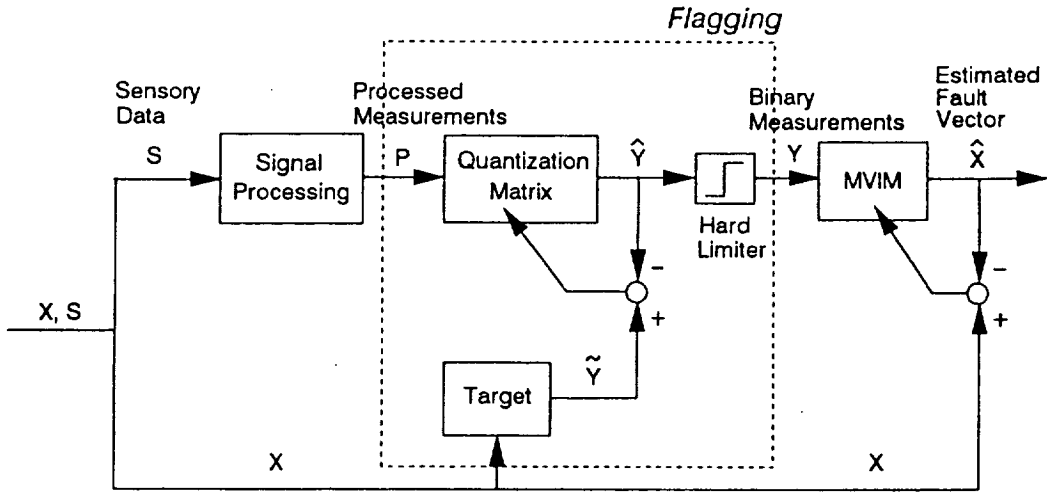 Flagging
Sensory
Data
Processed
Measurements
Binary
Measurements
Estimated
Fault
Vector
S
Signal
Processing
P
Quantization
Matrix
Ŷ
Hard
Limiter
Y
MVIM
X̂
−
+
−
+
X, S
Target
Ỹ
X
X